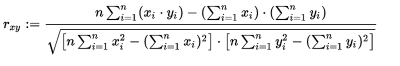 r_{xy} := \frac{n \sum_{i=1}^{n} (x_i \cdot y_i) - (\sum_{i=1}^{n} x_i) \cdot (\sum_{i=1}^{n} y_i)}{\sqrt{\left[ n \sum_{i=1}^{n} x_i^2 - (\sum_{i=1}^{n} x_i)^2 \right] \cdot \left[ n \sum_{i=1}^{n} y_i^2 - (\sum_{i=1}^{n} y_i)^2 \right]}}